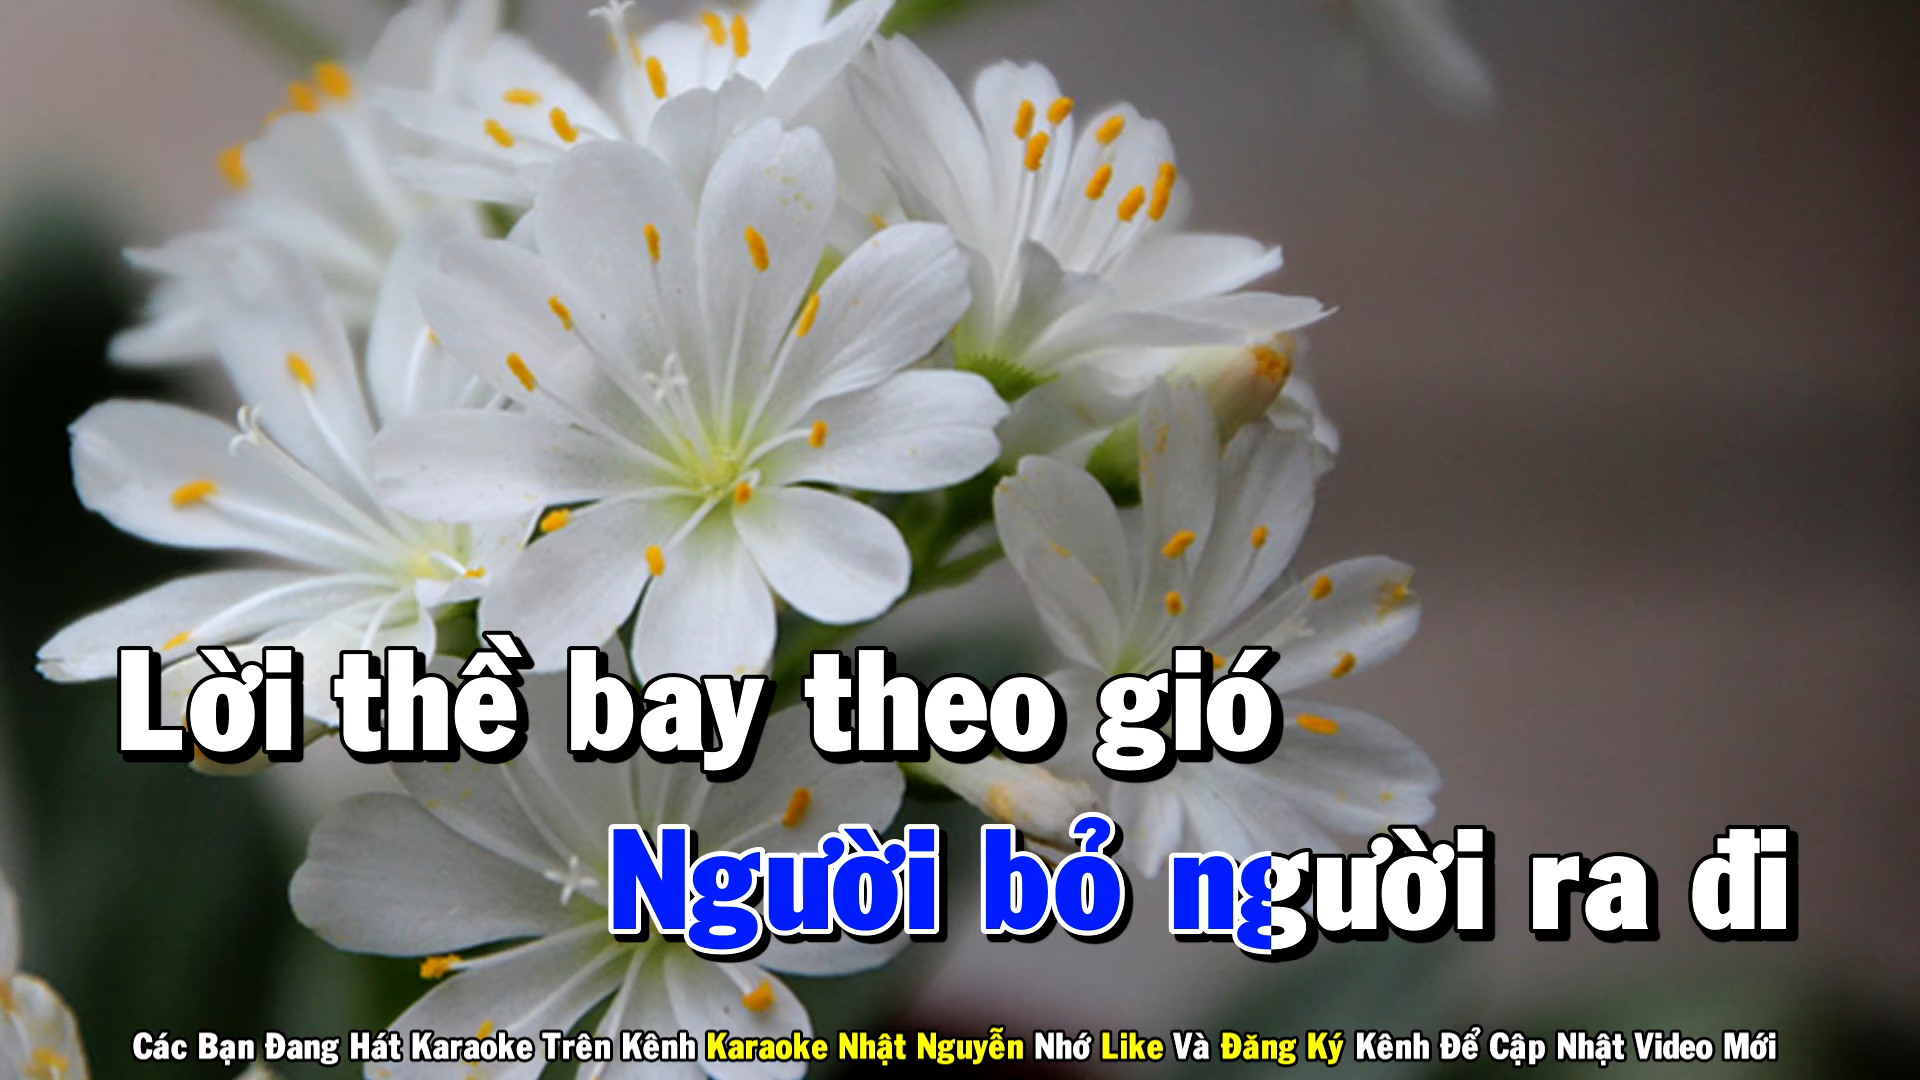 Lời thề bay theo gió
Người bỏ người ra đi
Các Bạn Đang Hát Karaoke Trên Kênh Karaoke Nhật Nguyễn Nhớ Like Và Đăng Ký Kênh Để Cập Nhật Video Mới